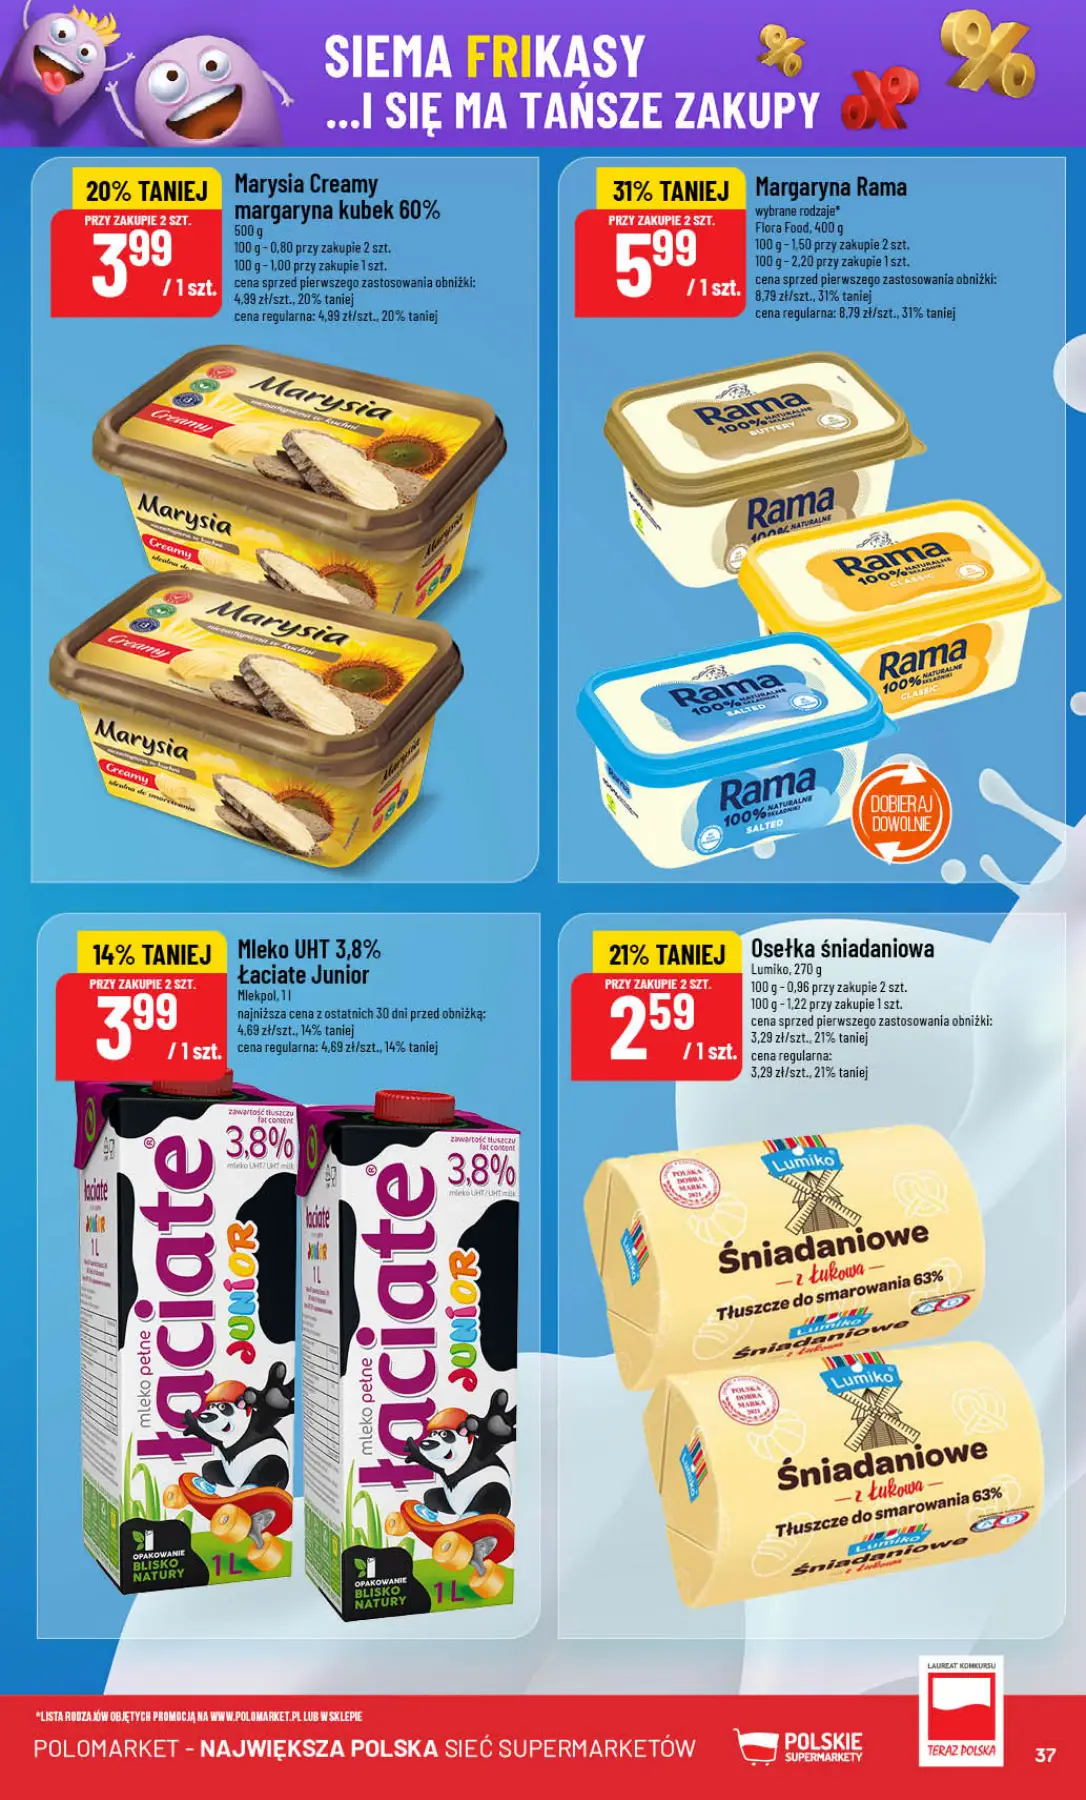 SIEMA FRIKASY
...I SIĘ MA TAŃSZE ZAKUPY
20% TANIEJ
PRZY ZAKUPIE 2 SZT.
3,99
/ 1 szt.
Marysia Creamy
margaryna kubek 60%
500 g
100 g - 0,80 przy zakupie 2 szt.
100 g - 1,00 przy zakupie 1 szt.
cena sprzed pierwszego zastosowania obniżki:
4,99 zł/szt., 20% taniej
cena regularna: 4,99 zł/szt., 20% taniej
Marysia
Creamy
Marysia
Creamy
Marysia
Creamy
Marysia
Creamy
31% TANIEJ
PRZY ZAKUPIE 2 SZT.
5,99
/ 1 szt.
Margaryna Rama
wybrane rodzaje*
Flora Food, 400 g
100 g - 1,50 przy zakupie 2 szt.
100 g - 2,20 przy zakupie 1 szt.
cena sprzed pierwszego zastosowania obniżki:
8,79 zł/szt., 31% taniej
cena regularna: 8,79 zł/szt., 31% taniej
Rama
100% NATURALNE
SKŁADNIKI
BUTTERY
Rama
100% NATURALNE
Rama
100% NATURALNE
SKŁADNIKI
CLASSIC
Rama
100% NATURALNE
SKŁADNIKI
CLASSIC
Rama
100% NATURALNE
SKŁADNIKI
SALTED
Rama
100% NATURALNE
SKŁADNIKI
SALTED
DOBIERAJ
DOWOLNIE
14% TANIEJ
PRZY ZAKUPIE 2 SZT.
3,99
/ 1 szt.
Mleko UHT 3,8%
Łaciate Junior
Mlekpol, 1 l
najniższa cena z ostatnich 30 dni przed obniżką:
4,69 zł/szt., 14% taniej
cena regularna: 4,69 zł/szt., 14% taniej
zawartość tłuszczu
fat content
3,8%
mleko UHT/UHT milk
łaciate
JUNIOR
1L
mleko pełne
łaciate
JUNIOR
OPAKOWANIE
BLISKO
NATURY
1L
zawartość tłuszczu
fat content
3,8%
mleko UHT/UHT milk
łaciate
JUNIOR
1L
mleko pełne
łaciate
JUNIOR
OPAKOWANIE
BLISKO
NATURY
1L
21% TANIEJ
PRZY ZAKUPIE 2 SZT.
2,59
/ 1 szt.
Osełka śniadaniowa
Lumiko, 270 g
100 g - 0,96 przy zakupie 2 szt.
100 g - 1,22 przy zakupie 1 szt.
cena sprzed pierwszego zastosowania obniżki:
3,29 zł/szt., 21% taniej
cena regularna:
3,29 zł/szt., 21% taniej
Lumiko
POLSKA
DOBRA
MARKA
2021
Śniadaniowe
z Łukowa
Tłuszcze do smarowania 63%
Lumiko
Śniadaniowe
Lumiko
POLSKA
DOBRA
MARKA
2021
Śniadaniowe
z Łukowa
Tłuszcze do smarowania 63%
Lumiko
Śniadaniowe
z Łukowa
LAUREAT KONKURSU
TERAZ POLSKA
*LISTA RODZAJÓW OBJĘTYCH PROMOCJĄ NA WWW.POLOMARKET.PL LUB W SKLEPIE
POLOMARKET - NAJWIĘKSZA POLSKA SIEĆ SUPERMARKETÓW
POLSKIE
SUPERMARKETY
37